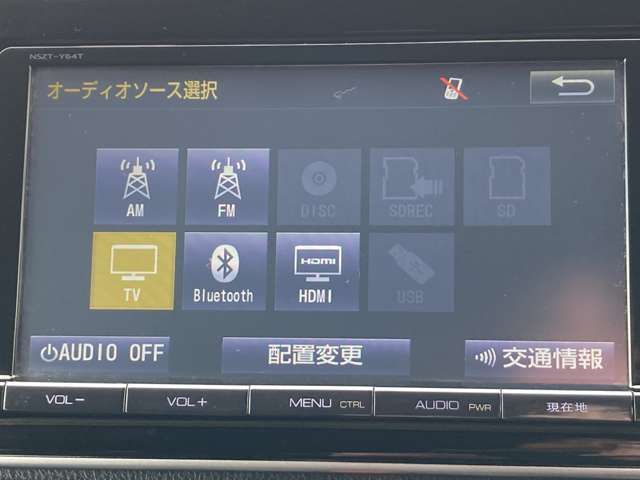 NSZT-Y64T
オーディオソース選択
AM FM DISC SDREC SD
TV Bluetooth HDMI HDMI USB
AUDIO OFF 配置変更 交通情報
VOL− VOL+ MENU CTRL AUDIO PWR 現在地